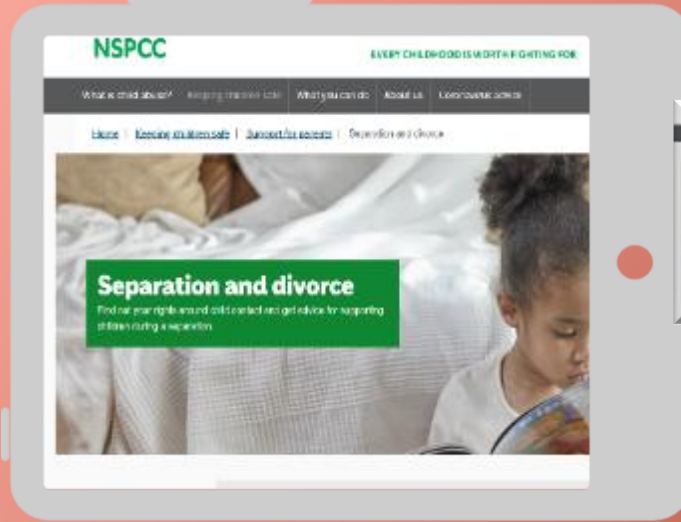 NSPCC
EVERY CHILDHOOD IS WORTH FIGHTING FOR
What is child abuse? Keeping children safe What you can do About us Coronavirus advice
Home | Keeping children safe | Support for parents | Separation and divorce
Separation and divorce
Find out your rights around child contact and get advice for supporting
children during a separation.